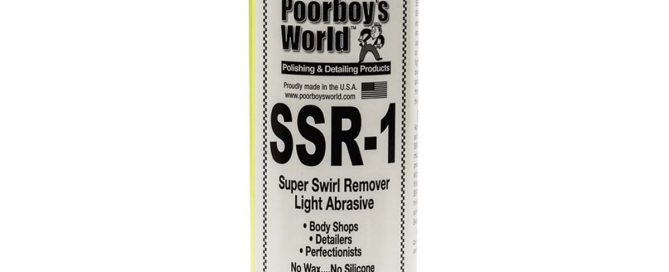 Poorboy's
World™
Polishing & Detailing Products
Proudly made in the U.S.A.
www.poorboysworld.com
SSR-1
Super Swirl Remover
Light Abrasive
• Body Shops
• Detailers
• Perfectionists
No Wax....No Silicone